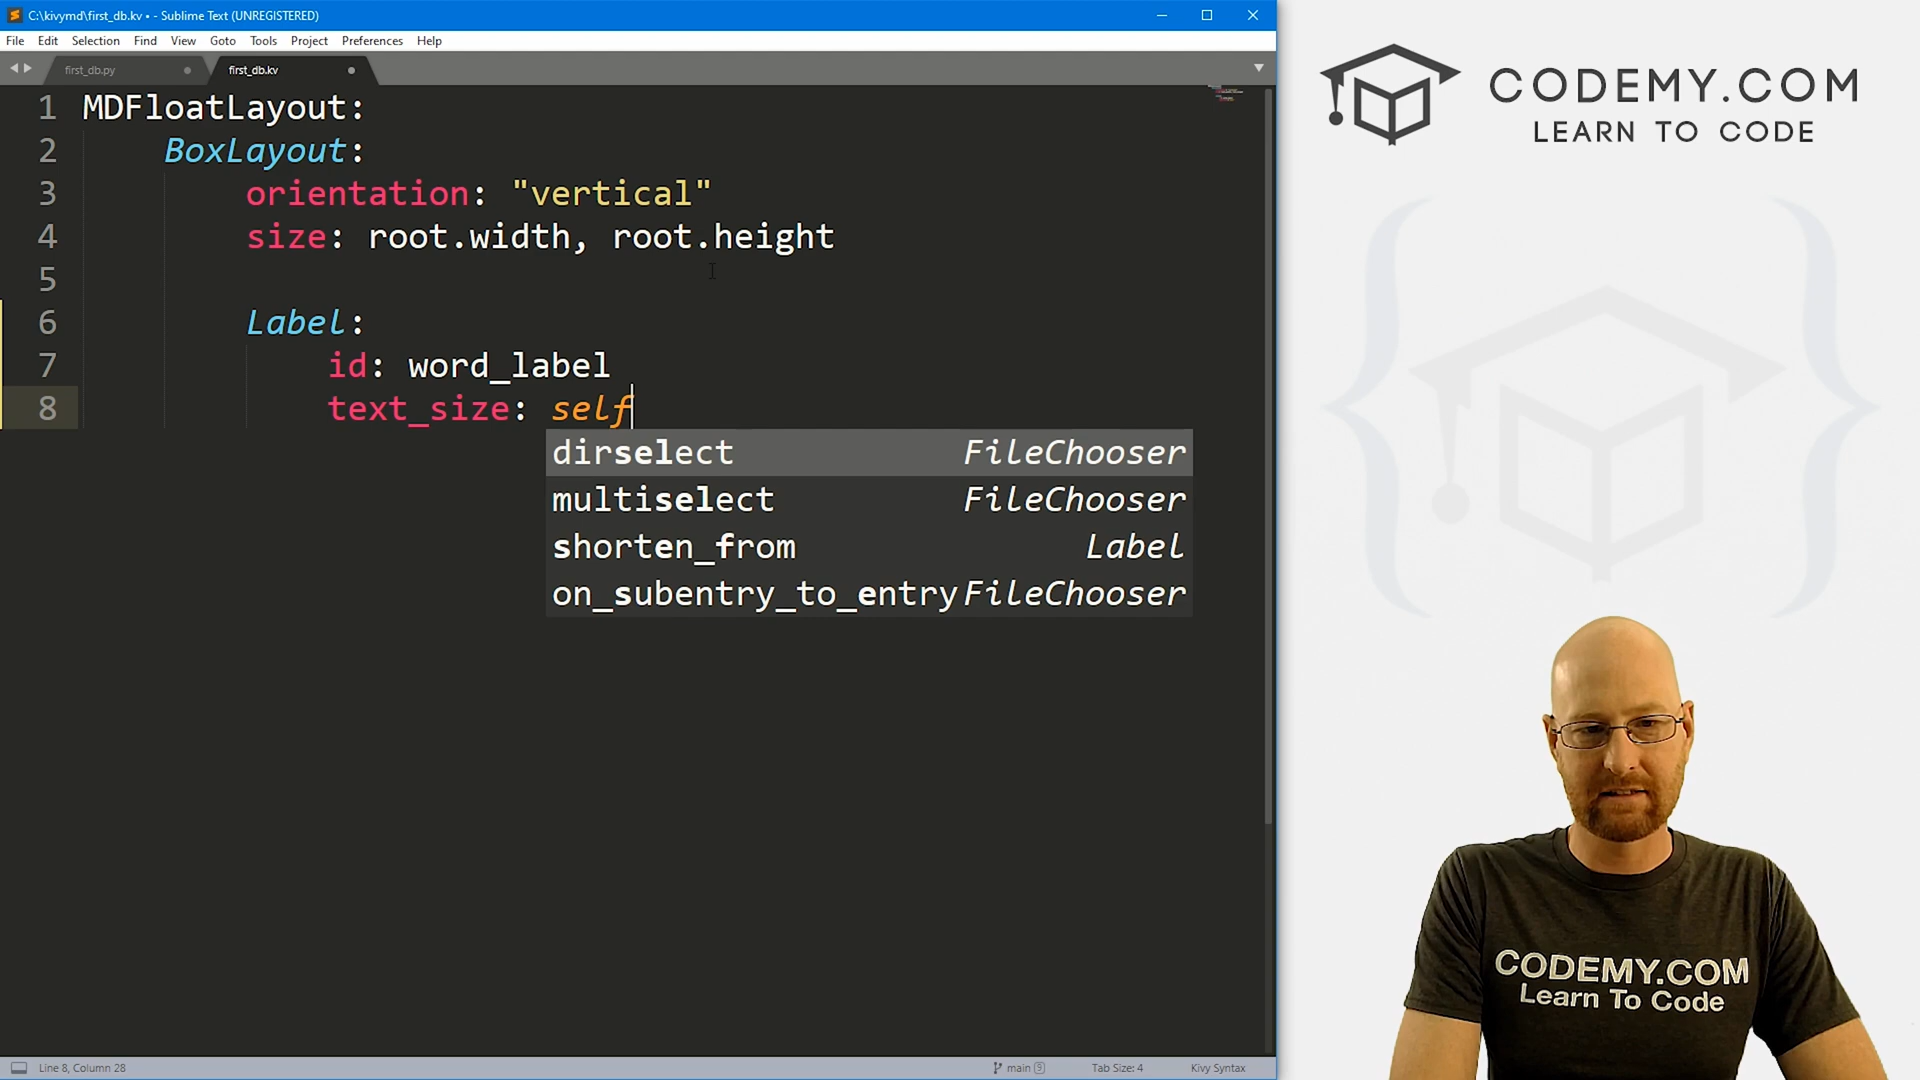 C:\kivymd\first_db.kv • - Sublime Text (UNREGISTERED)
File Edit Selection Find View Goto Tools Project Preferences Help
first_db.py first_db.kv
1 MDFloatLayout:
2 BoxLayout:
3 orientation: "vertical"
4 size: root.width, root.height
5
6 Label:
7 id: word_label
8 text_size: self
dirselect FileChooser
multiselect FileChooser
shorten_from Label
on_subentry_to_entry FileChooser
Line 8, Column 28 main 9 Tab Size: 4 Kivy Syntax
CODEMY.COM
LEARN TO CODE
CODEMY.COM
Learn To Code